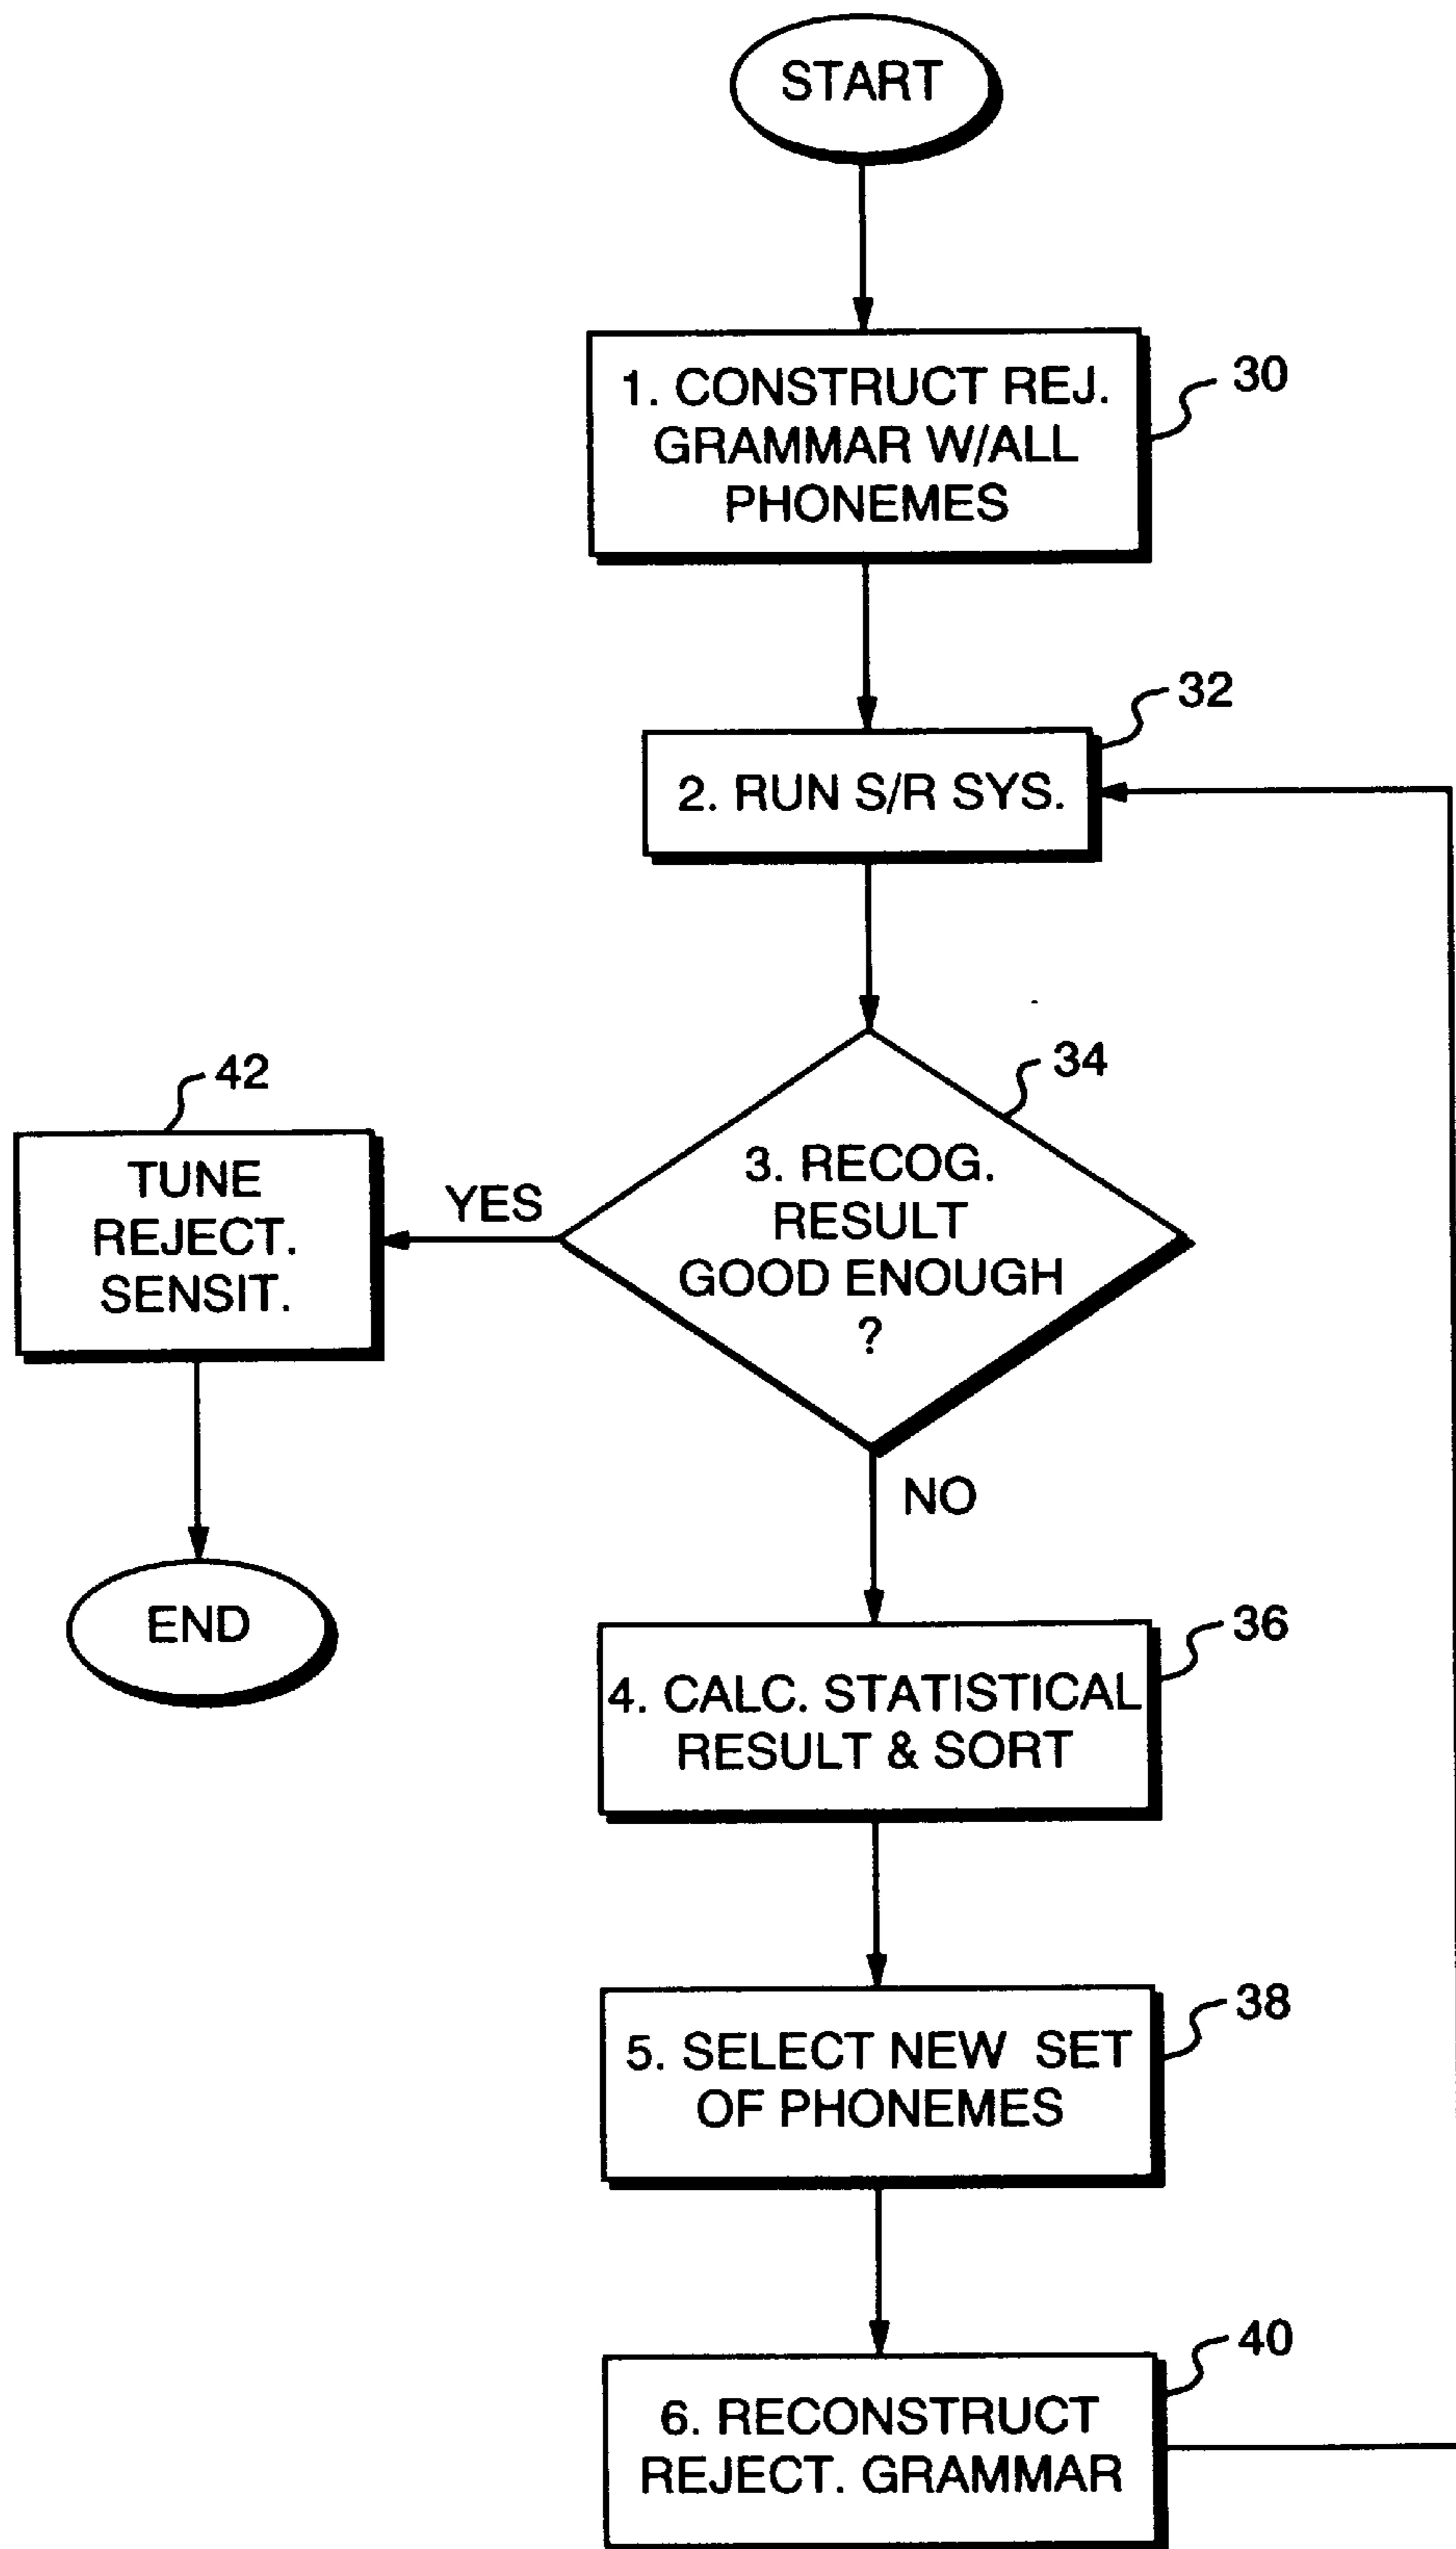 START
1. CONSTRUCT REJ.
GRAMMAR W/ALL
PHONEMES
30
32
2. RUN S/R SYS.
34
3. RECOG.
RESULT
GOOD ENOUGH
?
42
TUNE
REJECT.
SENSIT.
YES
END
NO
36
4. CALC. STATISTICAL
RESULT & SORT
38
5. SELECT NEW SET
OF PHONEMES
40
6. RECONSTRUCT
REJECT. GRAMMAR